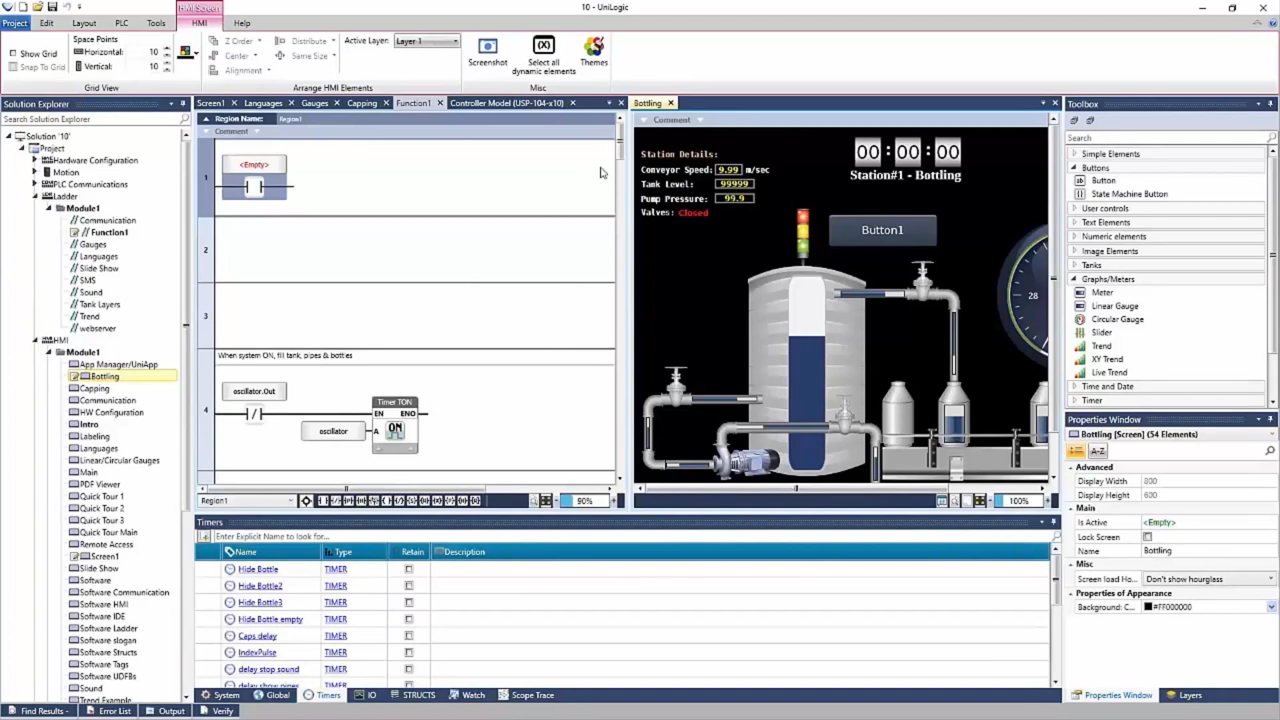 10 - UniLogic
HMI Screen
Project
Edit
Layout
PLC
Tools
HMI
Help
Show Grid
Snap To Grid
Space Points
Horizontal: 10
Vertical: 10
Grid View
Z Order
Center
Alignment
Distribute
Same Size
Active Layer: Layer 1
Arrange HMI Elements
Screenshot
Select all dynamic elements
Themes
Misc
Solution Explorer
Search Solution Explorer
Solution '10'
Project
Hardware Configuration
Motion
PLC Communications
Ladder
Module1
Communication
Function1
Gauges
Languages
Slide Show
SMS
Sound
Tank Layers
Trend
webserver
HMI
Module1
App Manager/UniApp
Bottling
Capping
Communication
HW Configuration
Intro
Labeling
Languages
Linear/Circular Gauges
Main
PDF Viewer
Quick Tour 1
Quick Tour 2
Quick Tour 3
Quick Tour Main
Remote Access
Screen1
Slide Show
Software
Software Communication
Software HMI
Software IDE
Software Ladder
Software slogan
Software Structs
Software Tags
Software UDFBs
Sound
Trend Example
Screen1
Languages
Gauges
Capping
Function1
Controller Model (USP-104-x10)
Region Name: Region1
Comment
1
<Empty>
2
3
When system ON, fill tank, pipes & bottles
4
oscillator.Out
Timer TON
EN ENO
oscillator
A
ON
Region1
90%
Bottling
Comment
Station Details:
Conveyor Speed: 9.99 m/sec
Tank Level: 99999
Pump Pressure: 99.9
Valves: Closed
00:00:00
Station#1 - Bottling
Button1
28
100%
Timers
Enter Explicit Name to look for...
Name Type Retain Description
Hide Bottle TIMER
Hide Bottle2 TIMER
Hide Bottle3 TIMER
Hide Bottle empty TIMER
Caps delay TIMER
IndexPulse TIMER
delay stop sound TIMER
delay show pipes TIMER
System
Global
Timers
IO
STRUCTS
Watch
Scope Trace
Toolbox
Search
Simple Elements
Buttons
Button
State Machine Button
User controls
Text Elements
Numeric elements
Image Elements
Tanks
Graphs/Meters
Meter
Linear Gauge
Circular Gauge
Slider
Trend
XY Trend
Live Trend
Time and Date
Timer
Properties Window
Bottling [Screen] (54 Elements)
A-Z
Advanced
Display Width 800
Display Height 600
Main
Is Active <Empty>
Lock Screen
Name Bottling
Misc
Screen load Ho... Don't show hourglass
Properties of Appearance
Background: C... #FF000000
Properties Window
Layers
Find Results -
Error List
Output
Verify